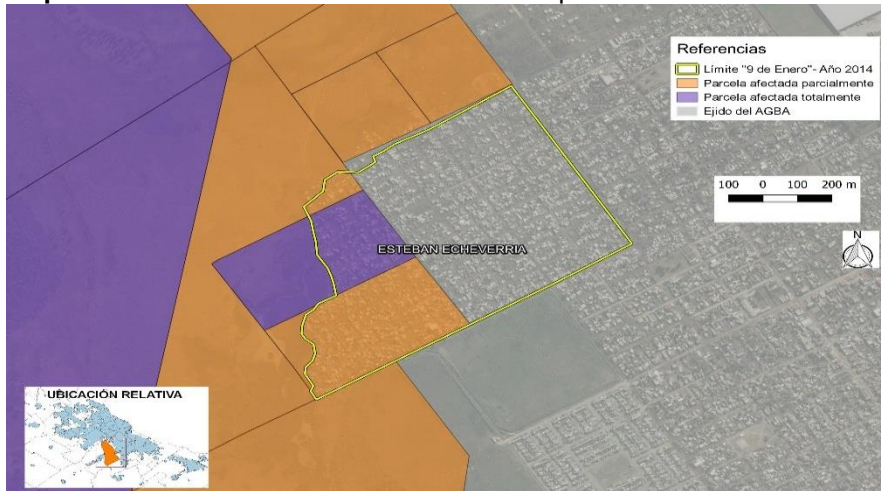 Referencias
Límite "9 de Enero"- Año 2014
Parcela afectada parcialmente
Parcela afectada totalmente
Ejido del AGBA
100 0 100 200 m
N
ESTEBAN ECHEVERRIA
UBICACIÓN RELATIVA